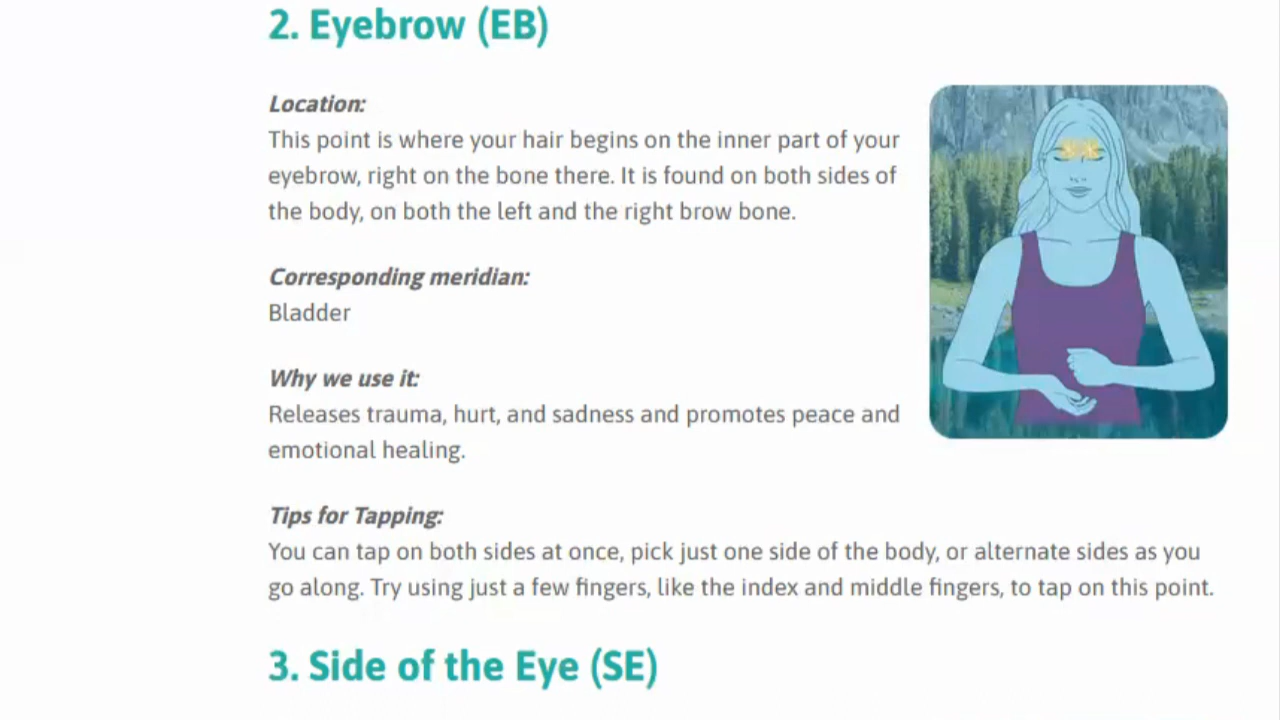 2. Eyebrow (EB)
Location:
This point is where your hair begins on the inner part of your
eyebrow, right on the bone there. It is found on both sides of
the body, on both the left and the right brow bone.
Corresponding meridian:
Bladder
Why we use it:
Releases trauma, hurt, and sadness and promotes peace and
emotional healing.
Tips for Tapping:
You can tap on both sides at once, pick just one side of the body, or alternate sides as you
go along. Try using just a few fingers, like the index and middle fingers, to tap on this point.
3. Side of the Eye (SE)